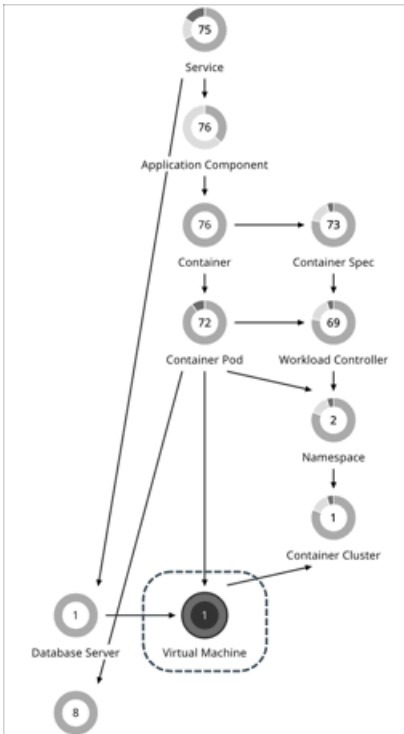 75
Service
76
Application Component
76
Container
73
Container Spec
72
Container Pod
69
Workload Controller
2
Namespace
1
Container Cluster
1
Database Server
1
Virtual Machine
8